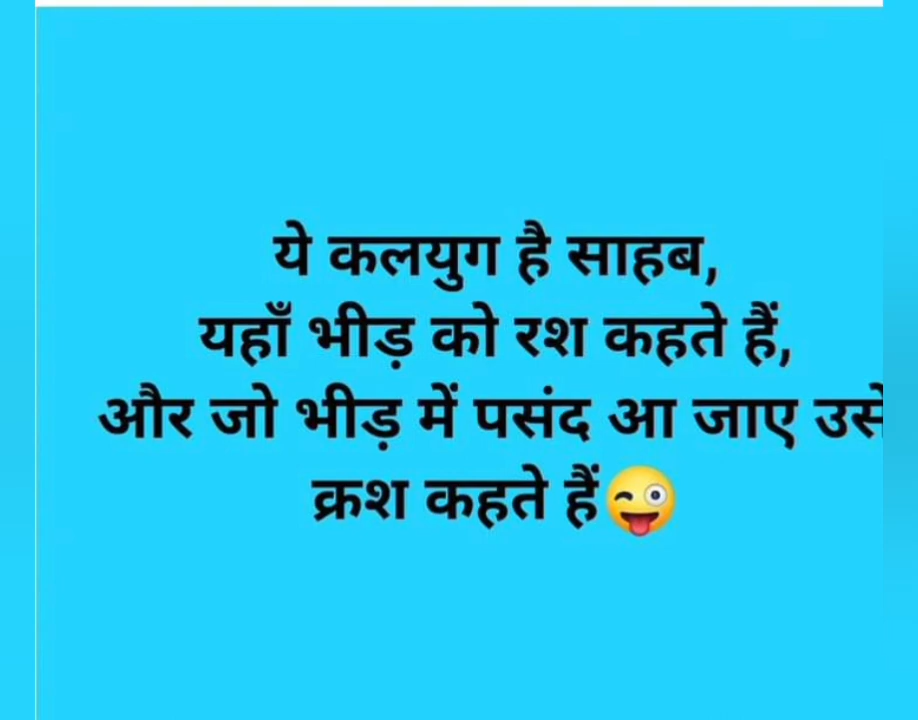 ये कलयुग है साहब,
यहाँ भीड़ को रश कहते हैं,
और जो भीड़ में पसंद आ जाए उसे
क्रश कहते हैं😜